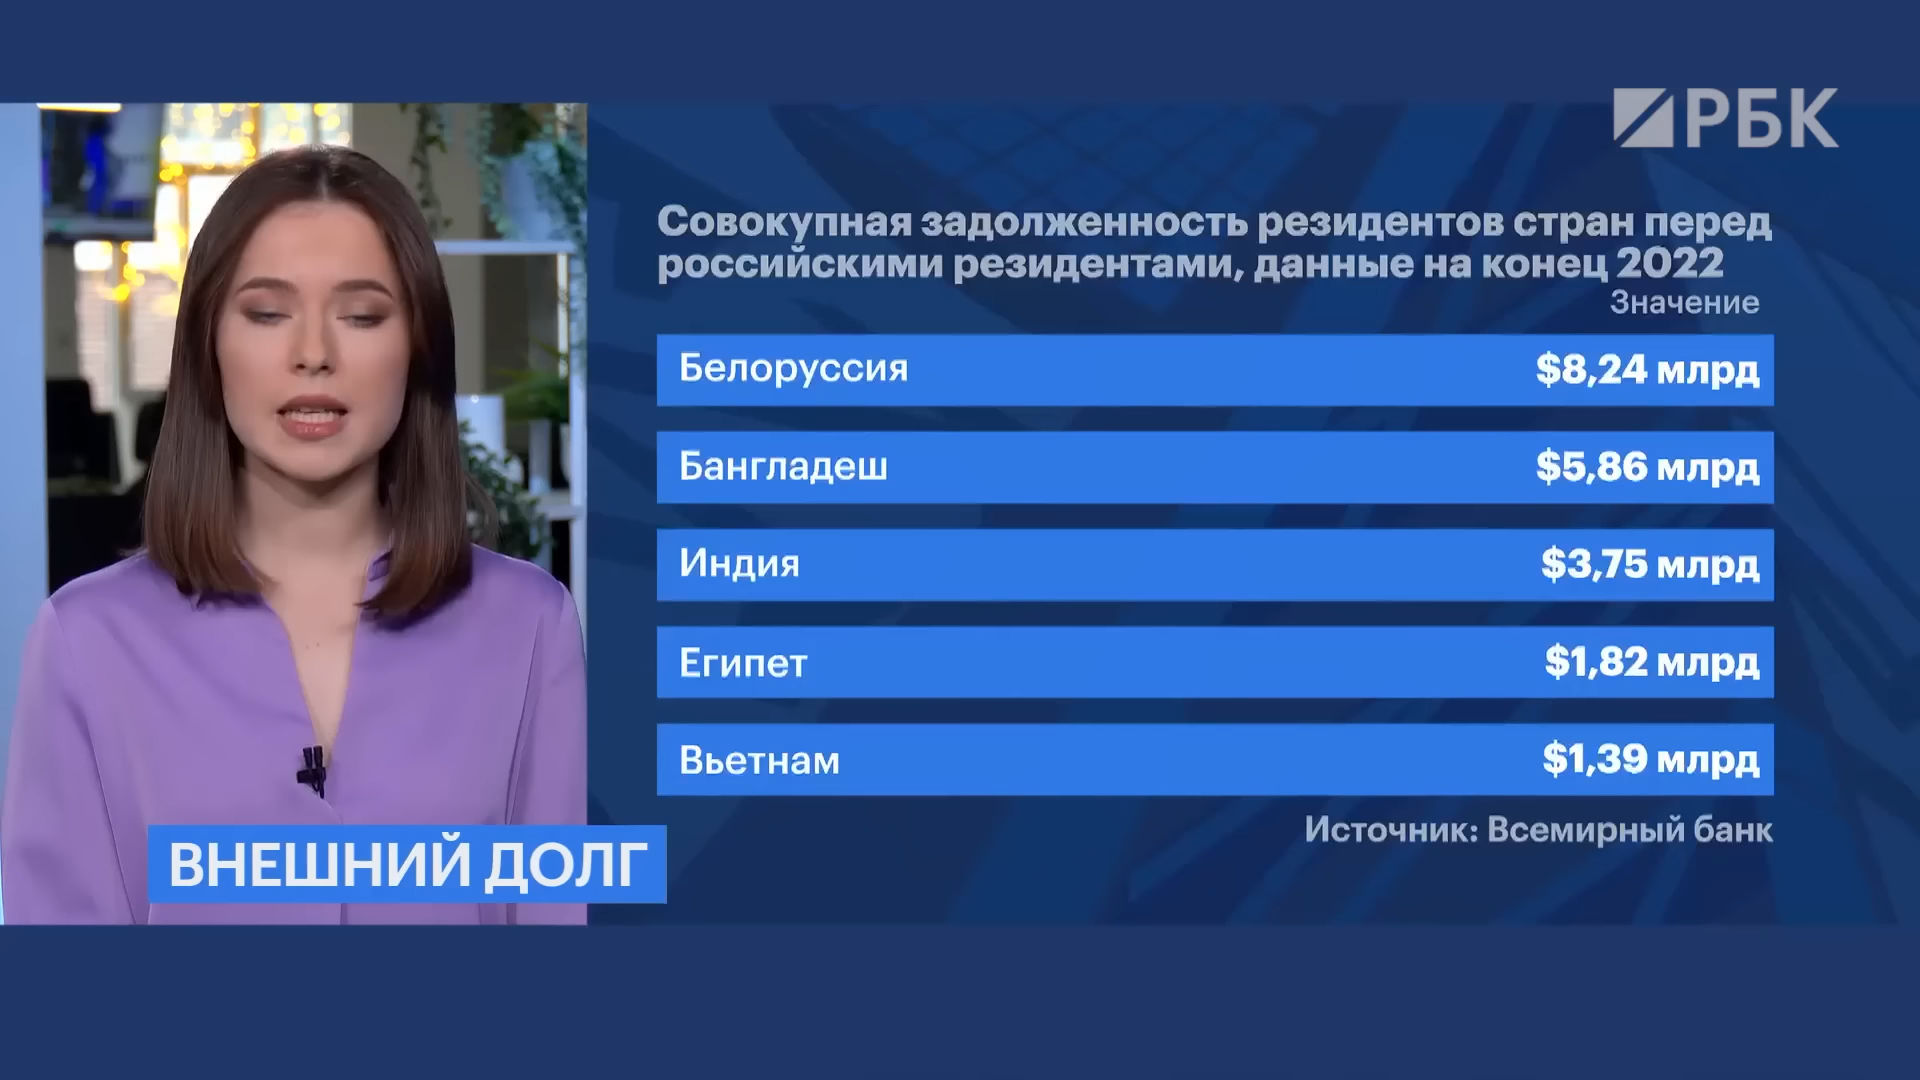 РБК
Совокупная задолженность резидентов стран перед
российскими резидентами, данные на конец 2022
Значение
Белоруссия $8,24 млрд
Бангладеш $5,86 млрд
Индия $3,75 млрд
Египет $1,82 млрд
Вьетнам $1,39 млрд
Источник: Всемирный банк
ВНЕШНИЙ ДОЛГ